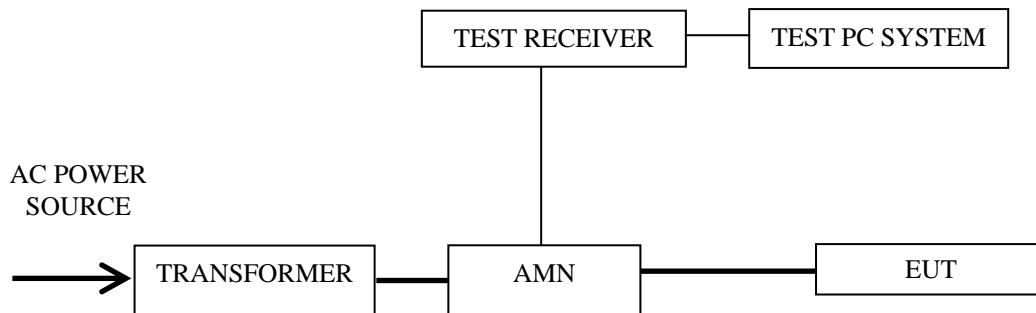 TEST RECEIVER
TEST PC SYSTEM
AC POWER
SOURCE
TRANSFORMER
AMN
EUT